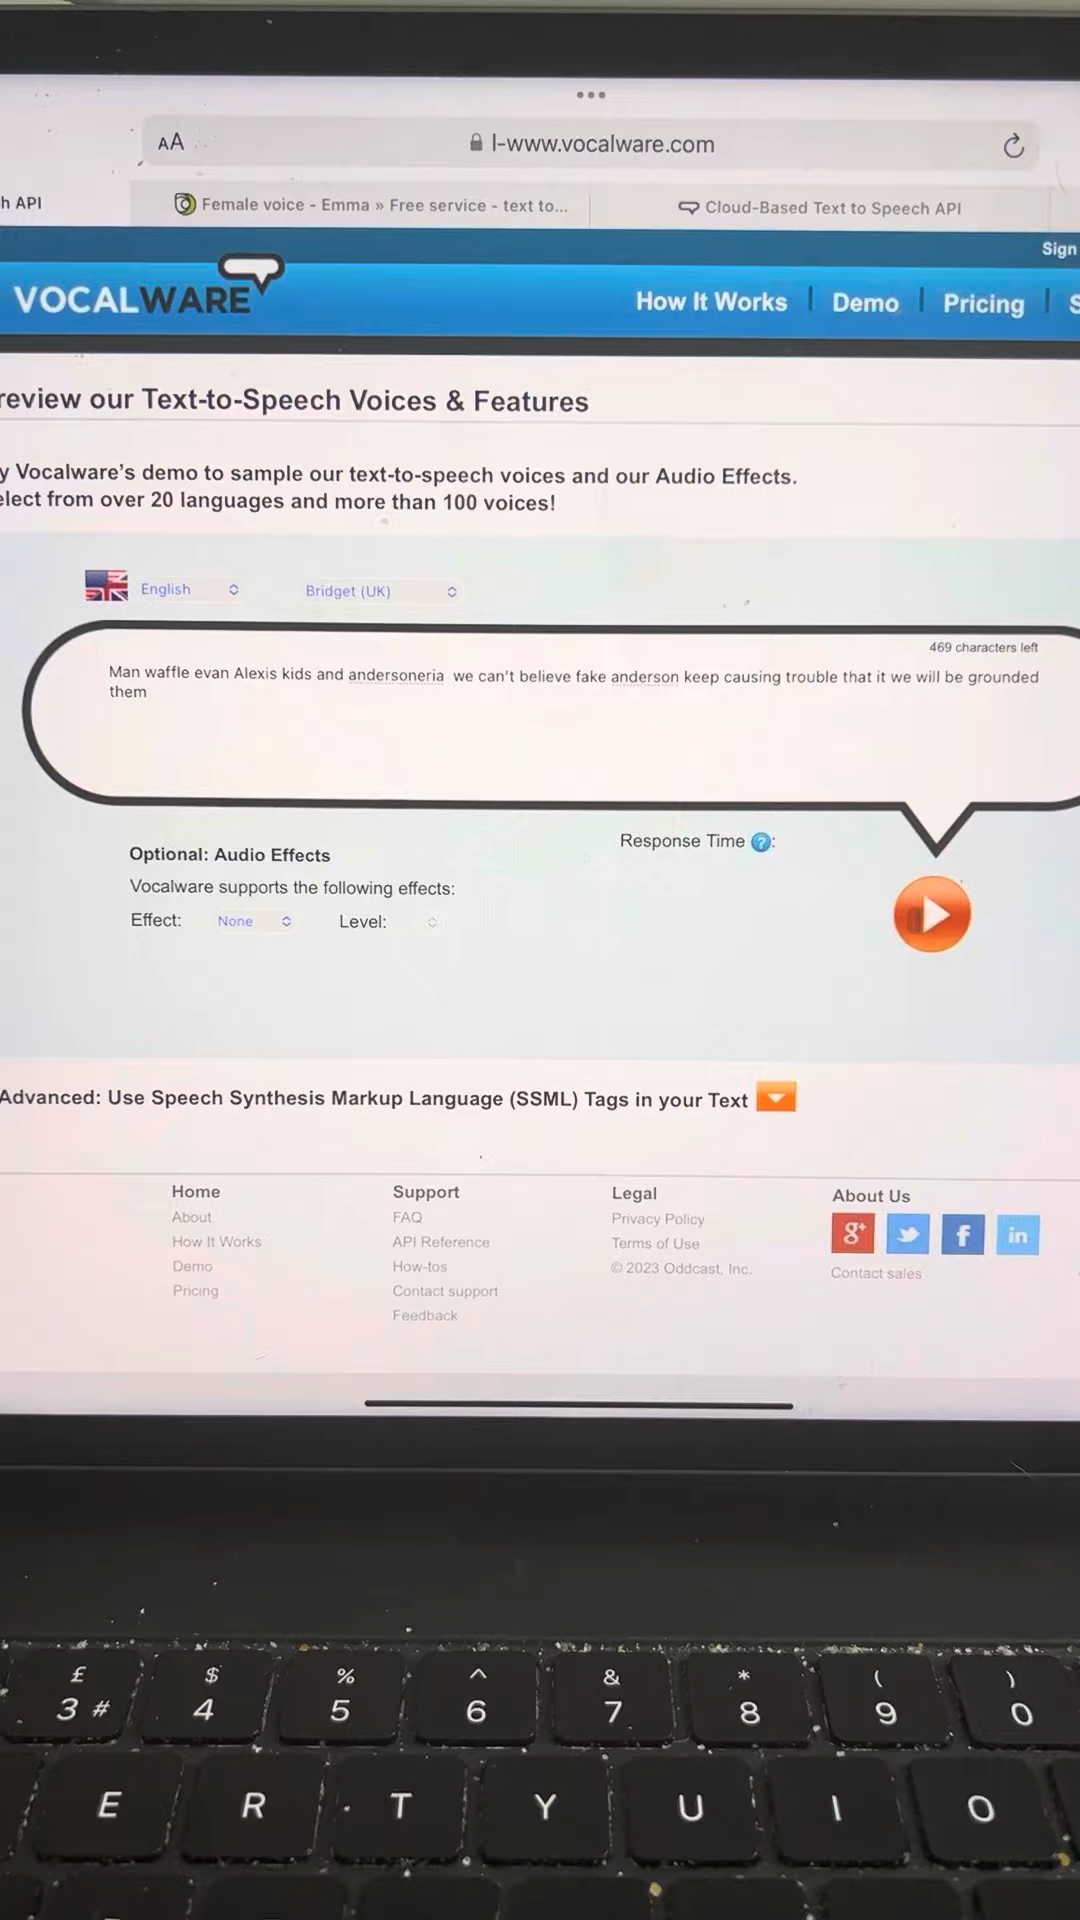 AA
l-www.vocalware.com
h API
Female voice - Emma » Free service - text to...
Cloud-Based Text to Speech API
Sign
VOCALWARE
How It Works
Demo
Pricing
S
review our Text-to-Speech Voices & Features
y Vocalware's demo to sample our text-to-speech voices and our Audio Effects.
elect from over 20 languages and more than 100 voices!
English
Bridget (UK)
469 characters left
Man waffle evan Alexis kids and andersoneria we can't believe fake anderson keep causing trouble that it we will be grounded
them
Response Time ?:
Optional: Audio Effects
Vocalware supports the following effects:
Effect: None Level:
Advanced: Use Speech Synthesis Markup Language (SSML) Tags in your Text
Home
About
How It Works
Demo
Pricing
Support
FAQ
API Reference
How-tos
Contact support
Feedback
Legal
Privacy Policy
Terms of Use
© 2023 Oddcast, Inc.
About Us
g+ f in
Contact sales
£ $ % ^ & * ( )
3 # 4 5 6 7 8 9 0
E R T Y U I O